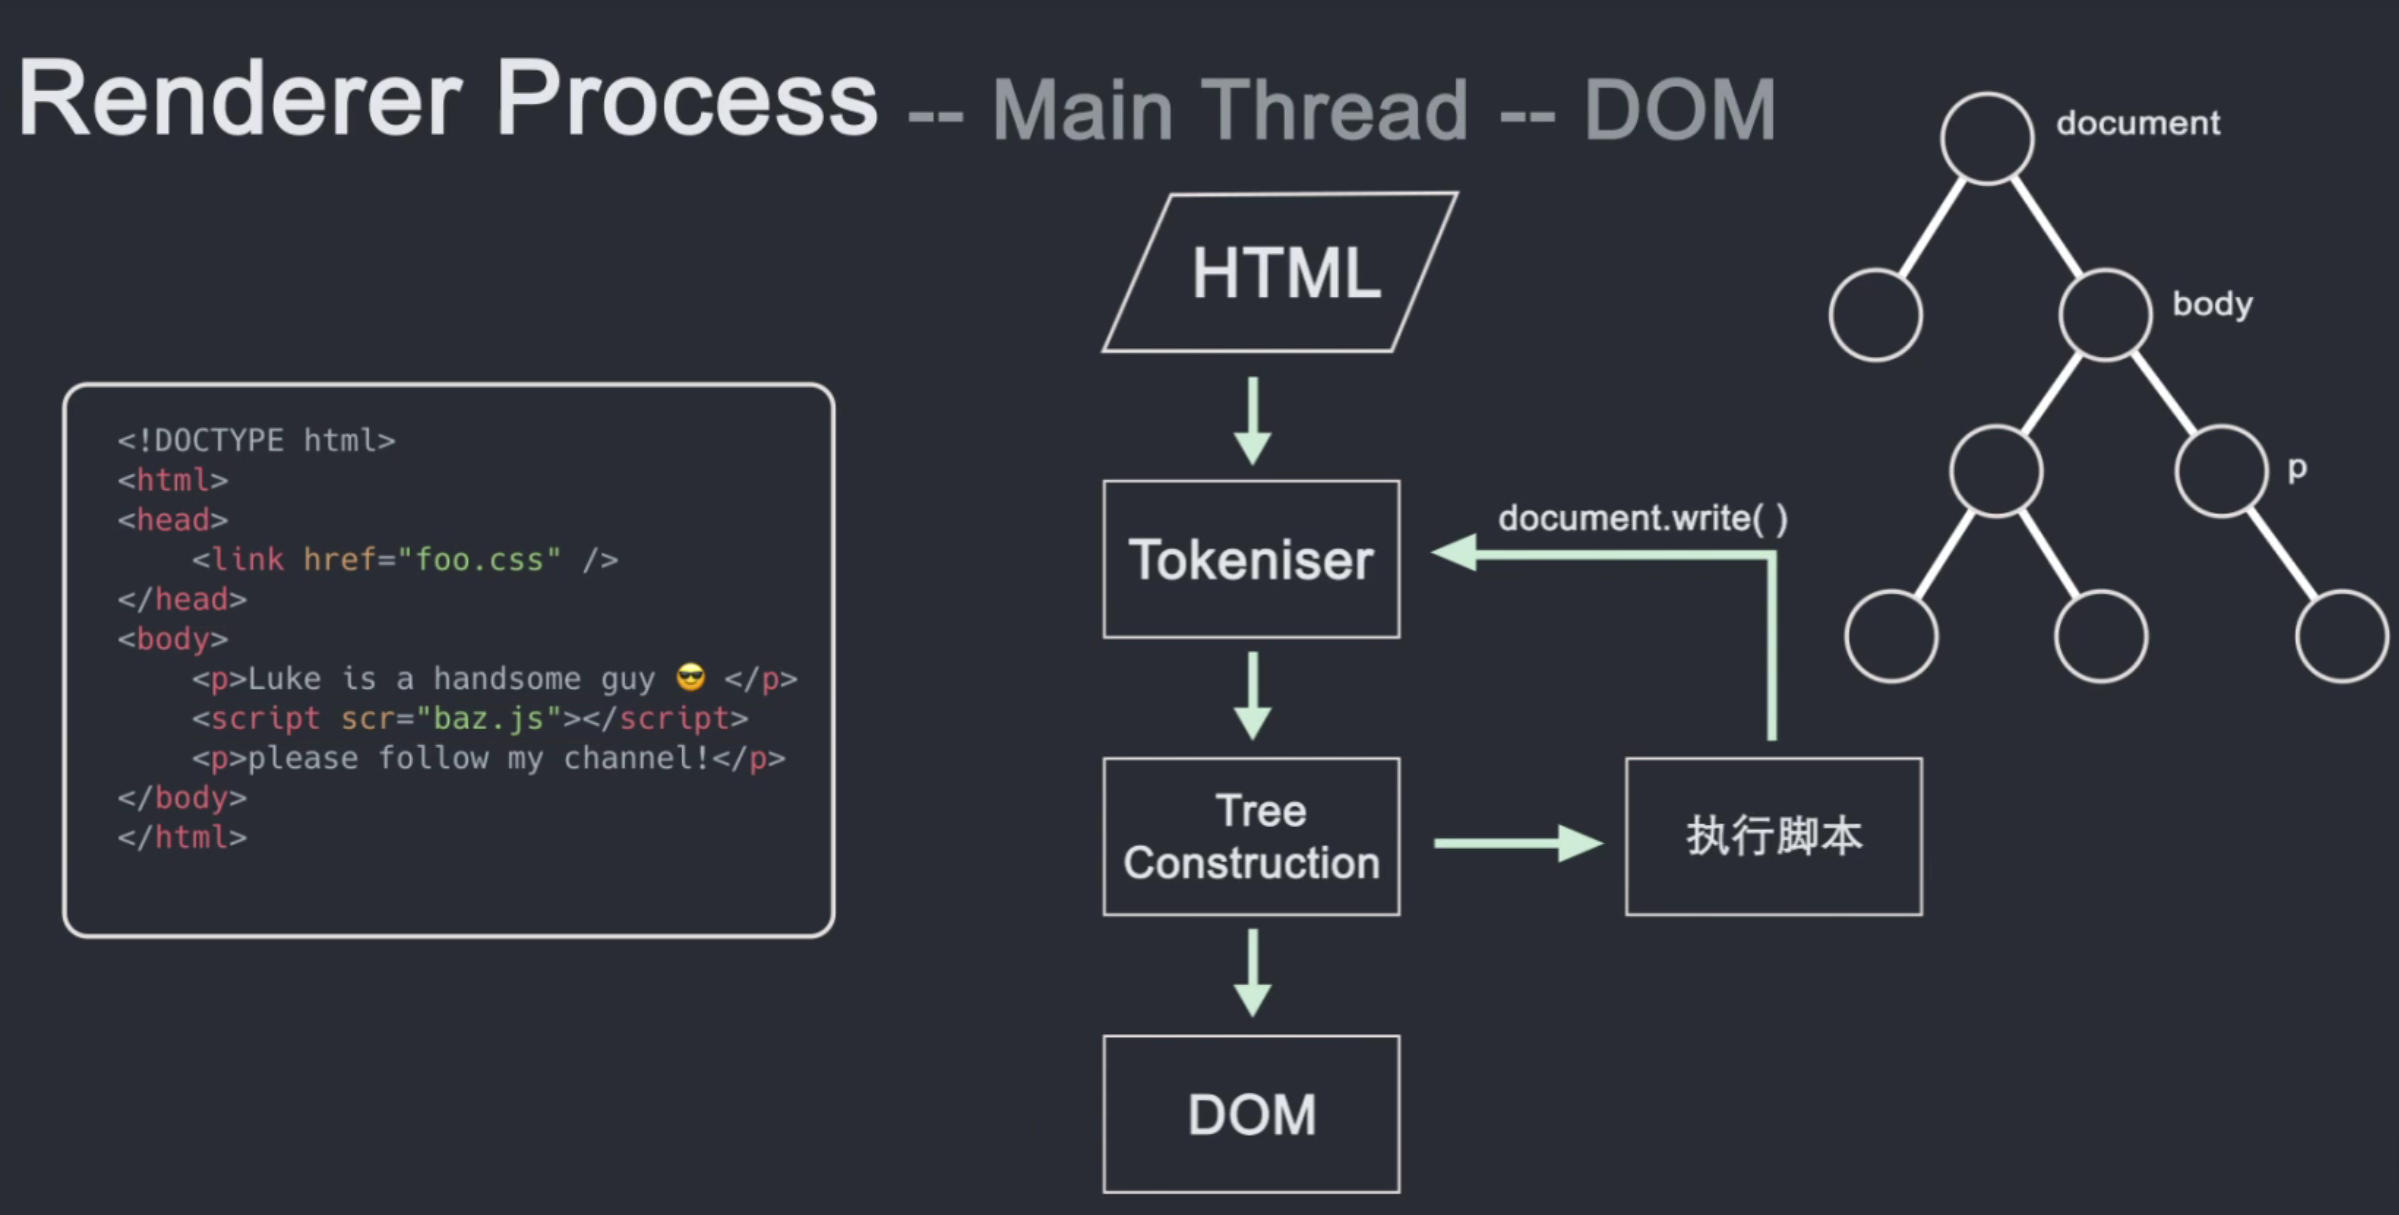 Renderer Process -- Main Thread -- DOM
<!DOCTYPE html>
<html>
<head>
    <link href="foo.css" />
</head>
<body>
    <p>Luke is a handsome guy 😎 </p>
    <script scr="baz.js"></script>
    <p>please follow my channel!</p>
</body>
</html>
HTML
Tokeniser
document.write( )
Tree
Construction
执行脚本
DOM
document
body
p